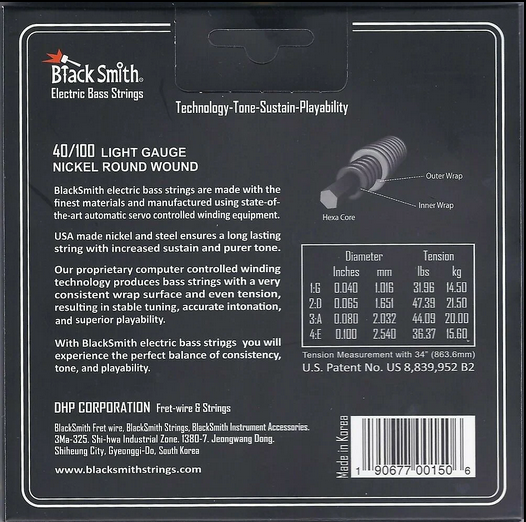 Black Smith®
Electric Bass Strings
Technology-Tone-Sustain-Playability
40/100 LIGHT GAUGE
NICKEL ROUND WOUND
BlackSmith electric bass strings are made with the
finest materials and manufactured using state-of-
the-art automatic servo controlled winding equipment.
USA made nickel and steel ensures a long lasting
string with increased sustain and purer tone.
Our proprietary computer controlled winding
technology produces bass strings with a very
consistent wrap surface and even tension,
resulting in stable tuning, accurate intonation,
and superior playability.
With BlackSmith electric bass strings you will
experience the perfect balance of consistency,
tone, and playability.
Outer Wrap
Inner Wrap
Hexa Core
Diameter Tension
Inches mm lbs kg
1:G 0.040 1.016 31.96 14.50
2:D 0.065 1.651 47.39 21.50
3:A 0.080 2.032 44.09 20.00
4:E 0.100 2.540 36.37 15.60
Tension Measurement with 34" (863.6mm)
U.S. Patent No. US 8,839,952 B2
DHP CORPORATION Fret-wire & Strings
BlackSmith Fret wire, BlackSmith Strings, BlackSmith Instrument Accessories.
3Ma-325. Shi-hwa Industrial Zone. 1380-7. Jeongwang Dong.
Shiheung City, Gyeonggi-Do, South Korea
www.blacksmithstrings.com
Made in Korea
1 90677 00150 6